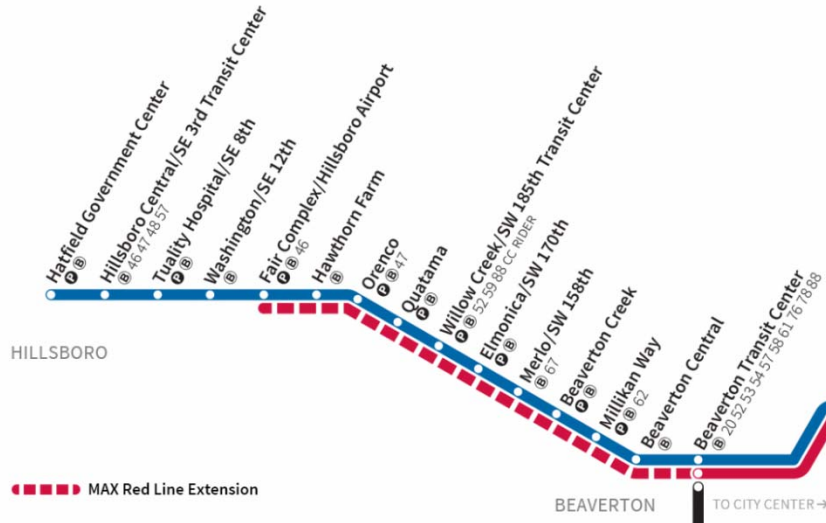 Hatfield Government Center
P B
Hillsboro Central/SE 3rd Transit Center
B 46 47 48 57
Tuality Hospital/SE 8th
P B
Washington/SE 12th
B
Fair Complex/Hillsboro Airport
P B 46
Hawthorn Farm
B
Orenco
P B 47
Quatama
P B
Willow Creek/SW 185th Transit Center
P B 52 59 88 CC RIDER
Elmonica/SW 170th
P B
Merlo/SW 158th
B 67
Beaverton Creek
P B
Millikan Way
P B 62
Beaverton Central
B
Beaverton Transit Center
B 20 52 53 54 57 58 61 76 78 88
HILLSBORO
MAX Red Line Extension
BEAVERTON
TO CITY CENTER→